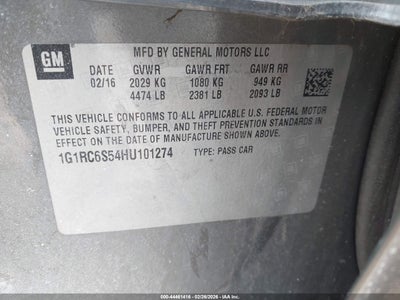 GM
MFD BY GENERAL MOTORS LLC
DATE GVWR GAWR FRT GAWR RR
02/16 2029 KG 1080 KG 949 KG
4474 LB 2381 LB 2093 LB
THIS VEHICLE CONFORMS TO ALL APPLICABLE U.S. FEDERAL MOTOR
VEHICLE SAFETY, BUMPER, AND THEFT PREVENTION STANDARDS IN
EFFECT ON THE DATE OF MANUFACTURE SHOWN ABOVE.
1G1RC6S54HU101274 TYPE: PASS CAR
000-44461416 - 02/26/2026 - IAA Holdings, LLC